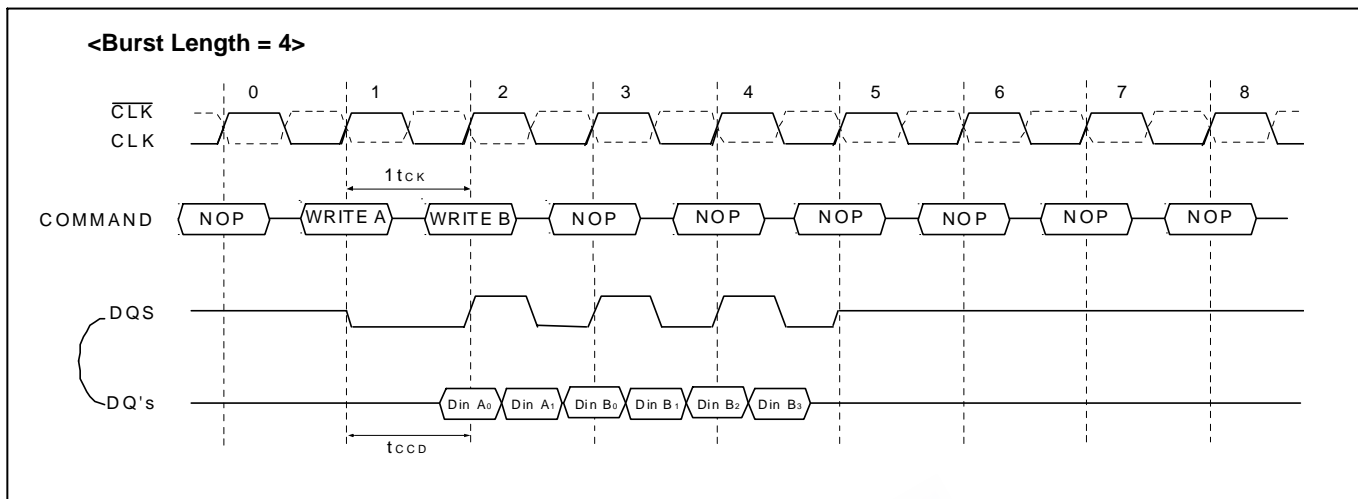 <Burst Length = 4>
0 1 2 3 4 5 6 7 8
CLK
CLK
1tCK
COMMAND NOP WRITE A WRITE B NOP NOP NOP NOP NOP NOP
DQS
DQ's Din A0 Din A1 Din B0 Din B1 Din B2 Din B3
tCCD